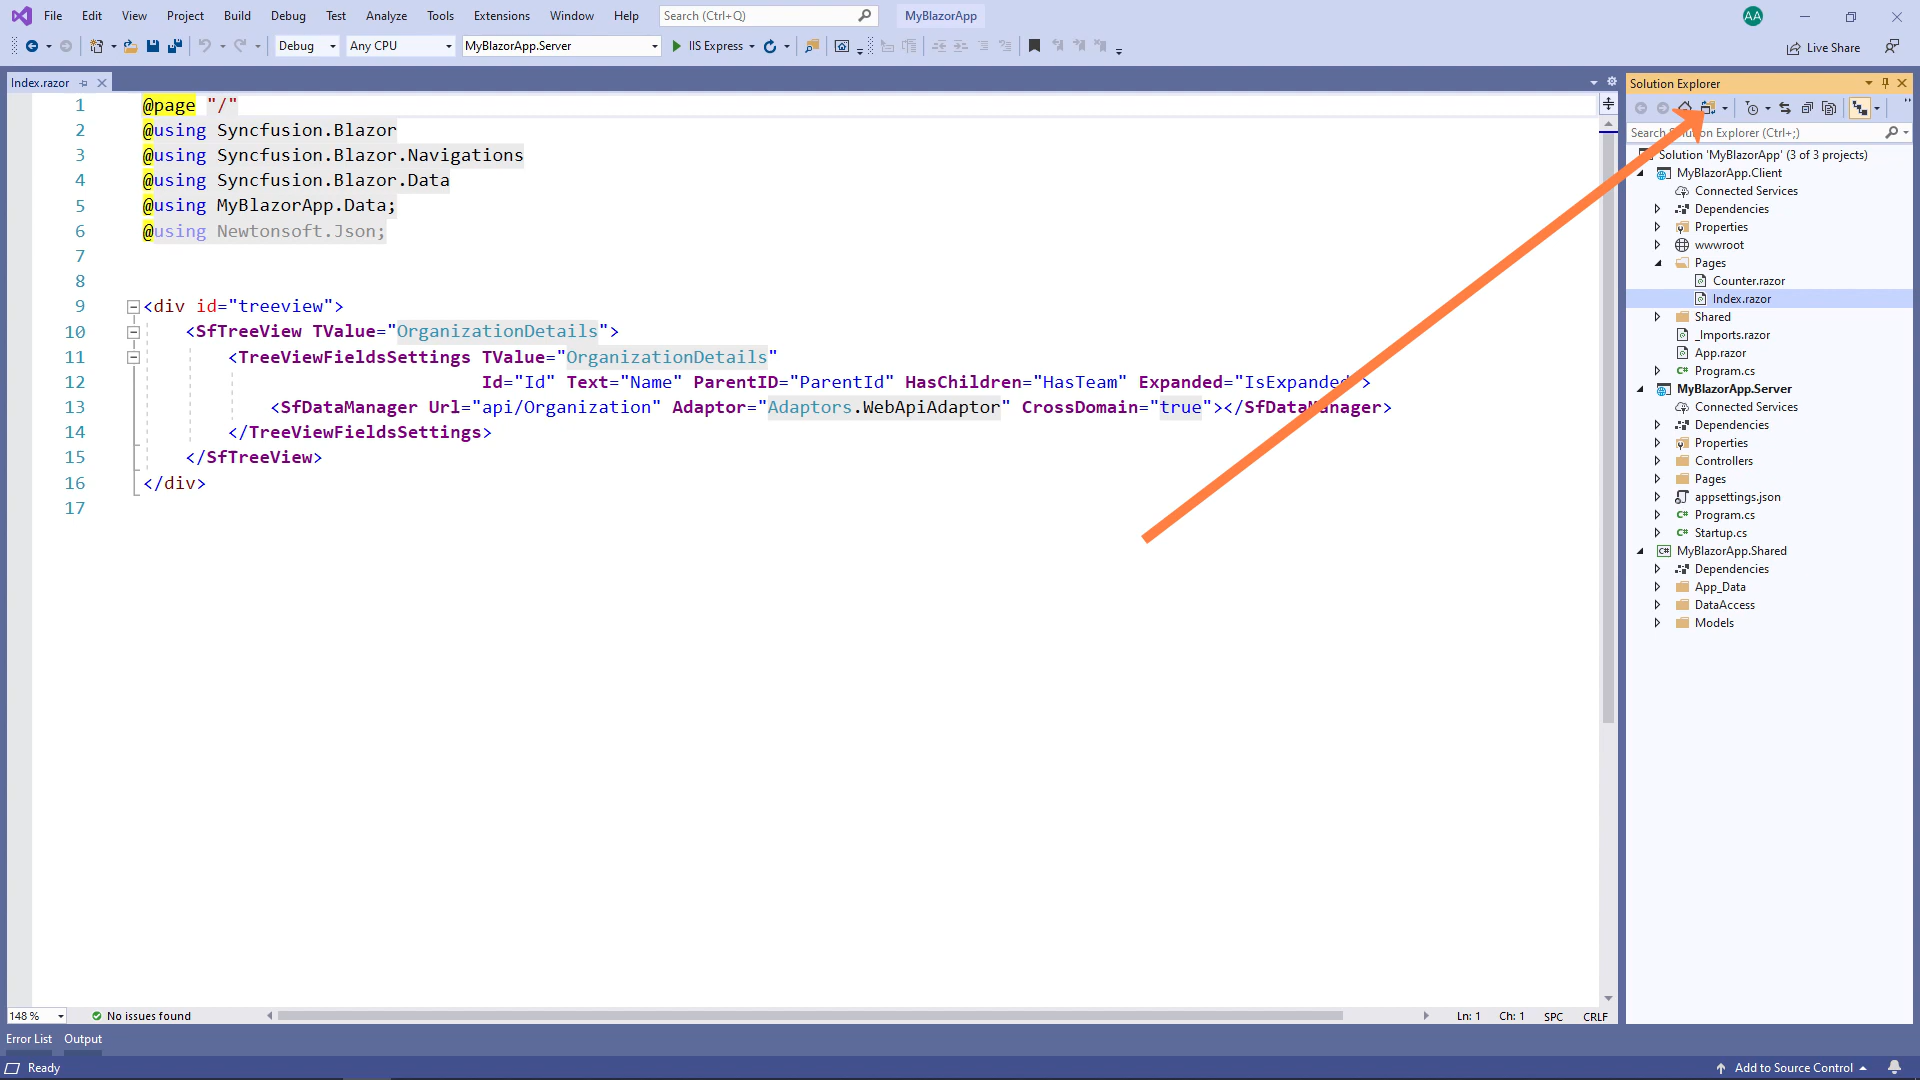 File Edit View Project Build Debug Test Analyze Tools Extensions Window Help Search (Ctrl+Q) MyBlazorApp AA
Debug Any CPU MyBlazorApp.Server IIS Express Live Share
Index.razor
1 @page "/"
2 @using Syncfusion.Blazor
3 @using Syncfusion.Blazor.Navigations
4 @using Syncfusion.Blazor.Data
5 @using MyBlazorApp.Data;
6 @using Newtonsoft.Json;
7
8
9 <div id="treeview">
10 <SfTreeView TValue="OrganizationDetails">
11 <TreeViewFieldsSettings TValue="OrganizationDetails"
12 Id="Id" Text="Name" ParentID="ParentId" HasChildren="HasTeam" Expanded="IsExpanded">
13 <SfDataManager Url="api/Organization" Adaptor="Adaptors.WebApiAdaptor" CrossDomain="true"></SfDataManager>
14 </TreeViewFieldsSettings>
15 </SfTreeView>
16 </div>
17
Solution Explorer
Search Solution Explorer (Ctrl+;)
Solution 'MyBlazorApp' (3 of 3 projects)
MyBlazorApp.Client
Connected Services
Dependencies
Properties
wwwroot
Pages
Counter.razor
Index.razor
Shared
_Imports.razor
App.razor
C# Program.cs
MyBlazorApp.Server
Connected Services
Dependencies
Properties
Controllers
Pages
appsettings.json
C# Program.cs
C# Startup.cs
C# MyBlazorApp.Shared
Dependencies
App_Data
DataAccess
Models
148 % No issues found Ln: 1 Ch: 1 SPC CRLF
Error List Output
Ready Add to Source Control